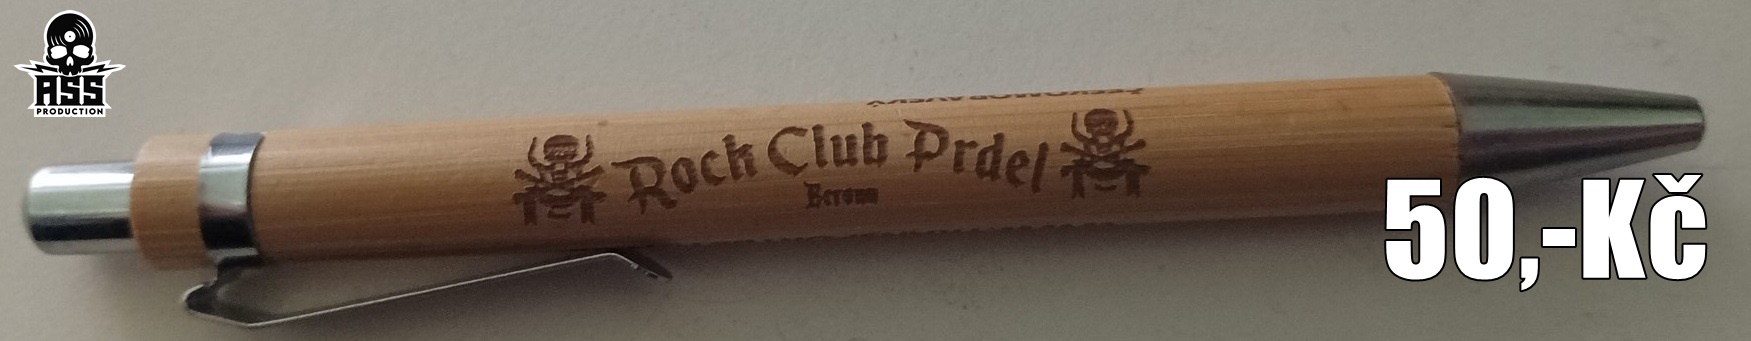 ASS
PRODUCTION
Rock Club Prdel
Beroun
50,-Kč